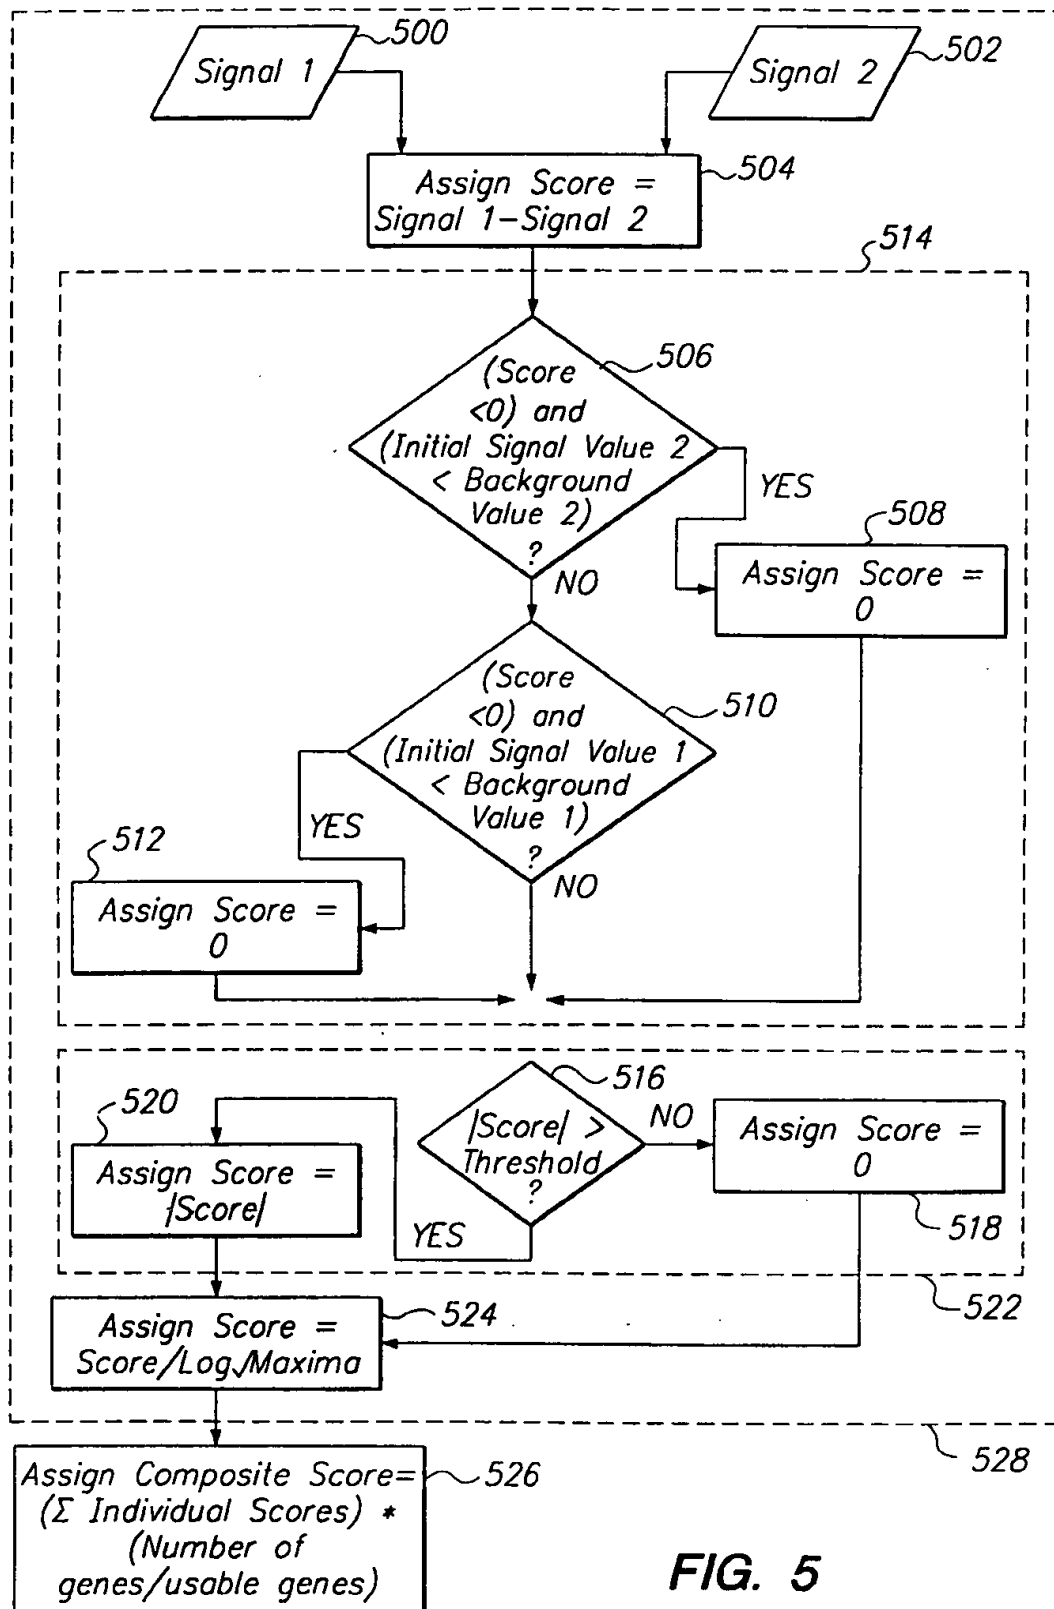 Signal 1
500
Signal 2
502
Assign Score =
Signal 1-Signal 2
504
514
(Score
<0) and
(Initial Signal Value 2
< Background
Value 2)
?
506
YES
NO
508
Assign Score =
0
(Score
<0) and
(Initial Signal Value 1
< Background
Value 1)
?
510
YES
NO
512
Assign Score =
0
516
|Score| >
Threshold
?
NO
YES
520
Assign Score =
|Score|
Assign Score =
0
518
522
Assign Score =
Score/Log√Maxima
524
528
Assign Composite Score=
(Σ Individual Scores) *
(Number of
genes/usable genes)
526
FIG. 5